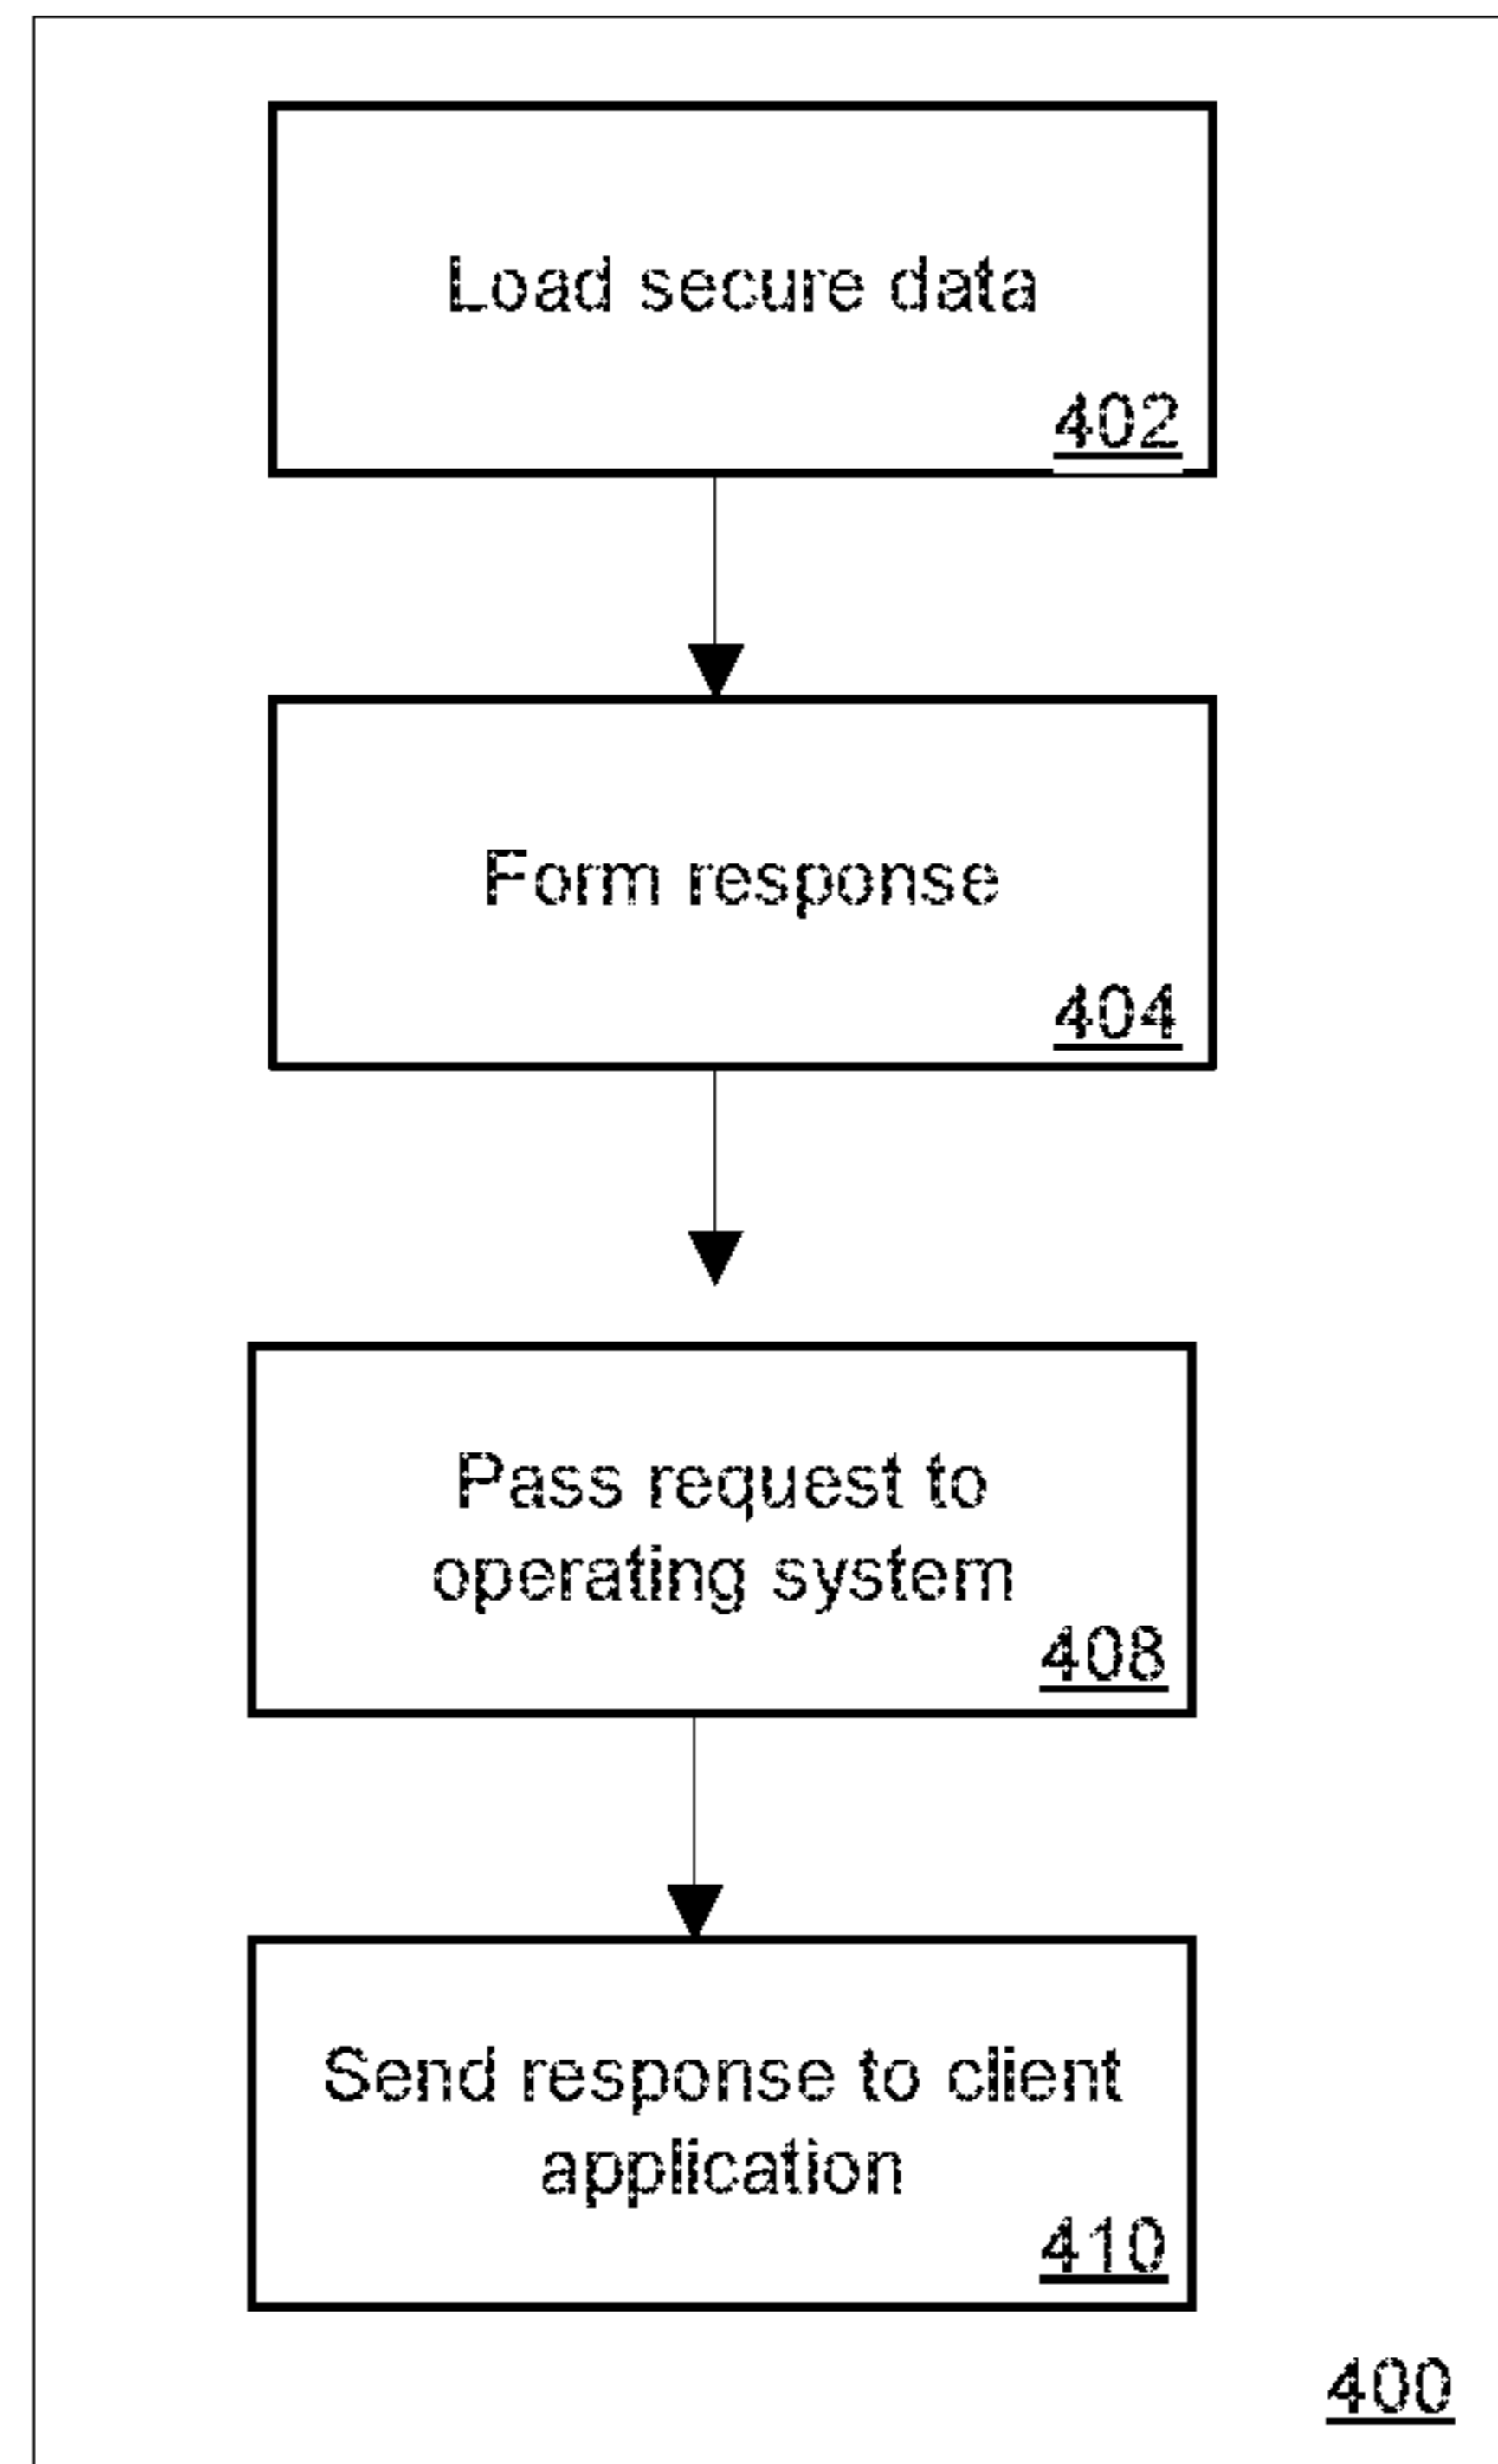 Load secure data
402
Form response
404
Pass request to
operating system
408
Send response to client
application
410
400